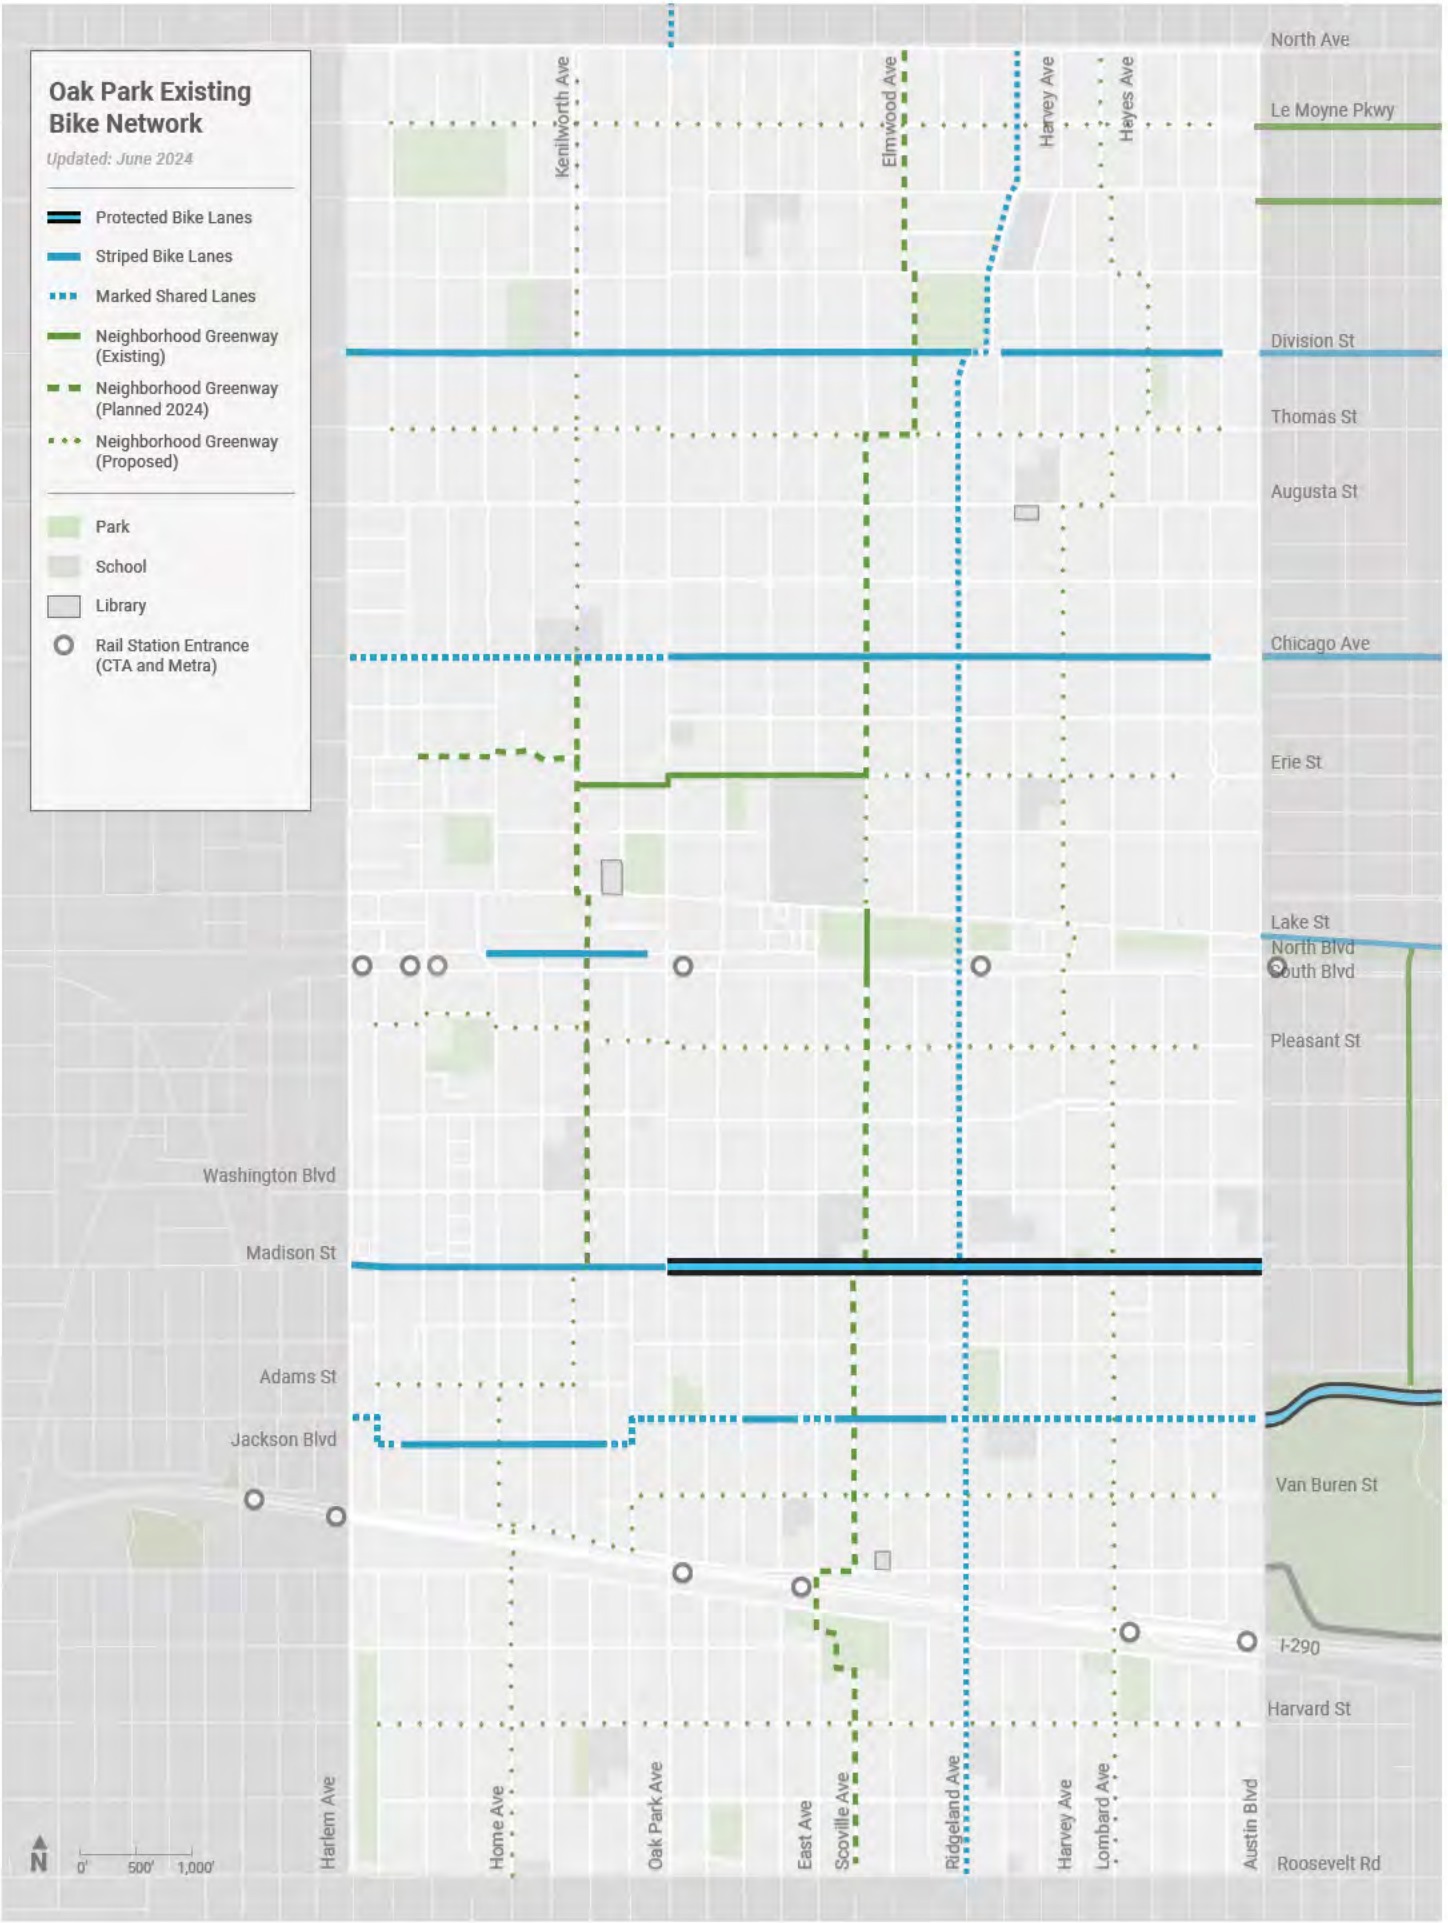 Oak Park Existing
Bike Network
Updated: June 2024
Protected Bike Lanes
Striped Bike Lanes
Marked Shared Lanes
Neighborhood Greenway
(Existing)
Neighborhood Greenway
(Planned 2024)
Neighborhood Greenway
(Proposed)
Park
School
Library
Rail Station Entrance
(CTA and Metra)
Kenilworth Ave
Elmwood Ave
Harvey Ave
Hayes Ave
North Ave
Le Moyne Pkwy
Division St
Thomas St
Augusta St
Chicago Ave
Erie St
Lake St
North Blvd
South Blvd
Pleasant St
Washington Blvd
Madison St
Adams St
Jackson Blvd
Van Buren St
I-290
Harvard St
Harlem Ave
Home Ave
Oak Park Ave
East Ave
Scoville Ave
Ridgeland Ave
Harvey Ave
Lombard Ave
Austin Blvd
Roosevelt Rd
N
0' 500' 1,000'